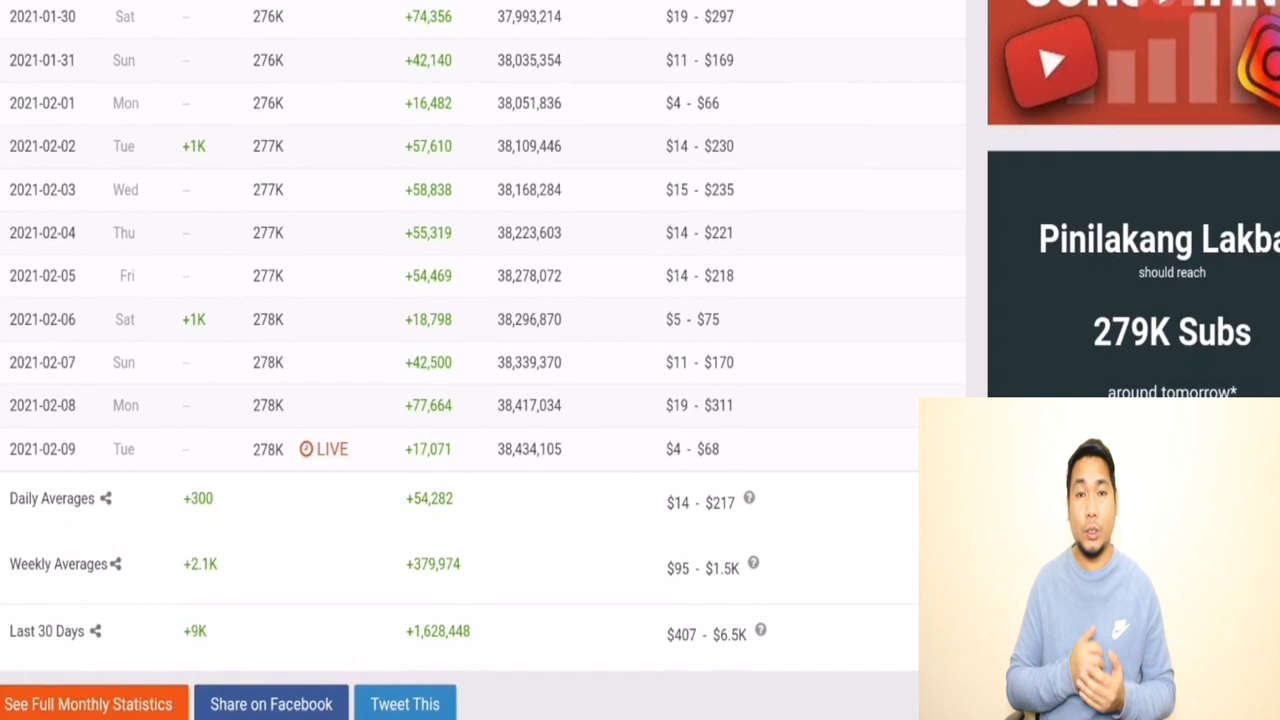 2021-01-30 Sat -- 276K +74,356 37,993,214 $19 - $297
2021-01-31 Sun -- 276K +42,140 38,035,354 $11 - $169
2021-02-01 Mon -- 276K +16,482 38,051,836 $4 - $66
2021-02-02 Tue +1K 277K +57,610 38,109,446 $14 - $230
2021-02-03 Wed -- 277K +58,838 38,168,284 $15 - $235
2021-02-04 Thu -- 277K +55,319 38,223,603 $14 - $221
2021-02-05 Fri -- 277K +54,469 38,278,072 $14 - $218
2021-02-06 Sat +1K 278K +18,798 38,296,870 $5 - $75
2021-02-07 Sun -- 278K +42,500 38,339,370 $11 - $170
2021-02-08 Mon -- 278K +77,664 38,417,034 $19 - $311
2021-02-09 Tue -- 278K LIVE +17,071 38,434,105 $4 - $68
Daily Averages +300 +54,282 $14 - $217
Weekly Averages +2.1K +379,974 $95 - $1.5K
Last 30 Days +9K +1,628,448 $407 - $6.5K
See Full Monthly Statistics
Share on Facebook
Tweet This
Pinilakang Lakba
should reach
279K Subs
around tomorrow*